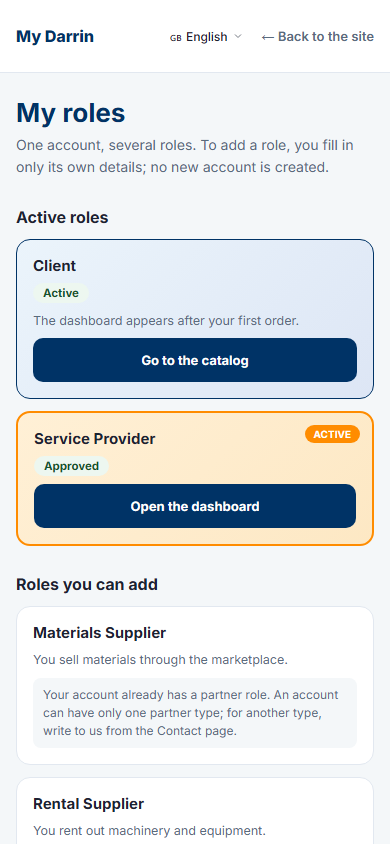 My Darrin
GB English
← Back to the site
My roles
One account, several roles. To add a role, you fill in
only its own details; no new account is created.
Active roles
Client
Active
The dashboard appears after your first order.
Go to the catalog
Service Provider
ACTIVE
Approved
Open the dashboard
Roles you can add
Materials Supplier
You sell materials through the marketplace.
Your account already has a partner role. An account
can have only one partner type; for another type,
write to us from the Contact page.
Rental Supplier
You rent out machinery and equipment.